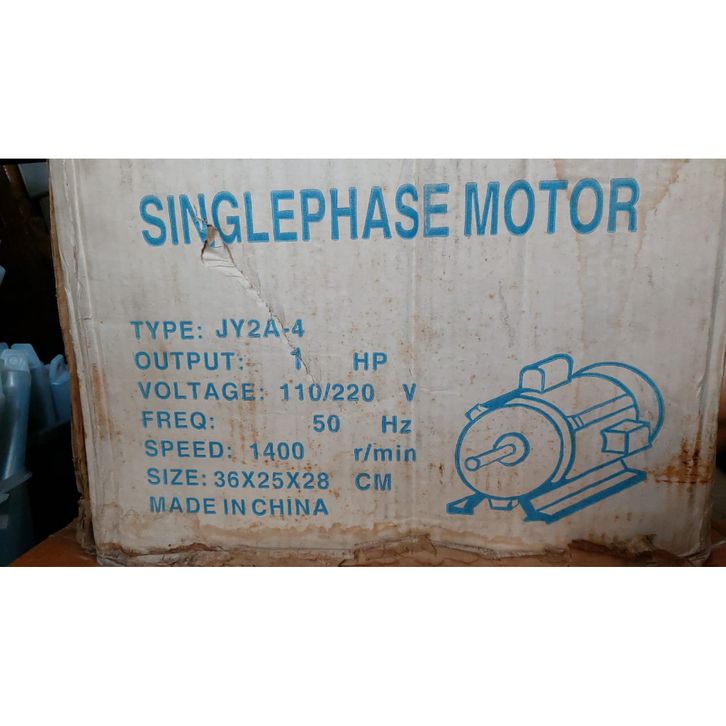 SINGLEPHASE MOTOR
TYPE: JY2A-4
OUTPUT: 1 HP
VOLTAGE: 110/220 V
FREQ: 50 Hz
SPEED: 1400 r/min
SIZE: 36X25X28 CM
MADE IN CHINA